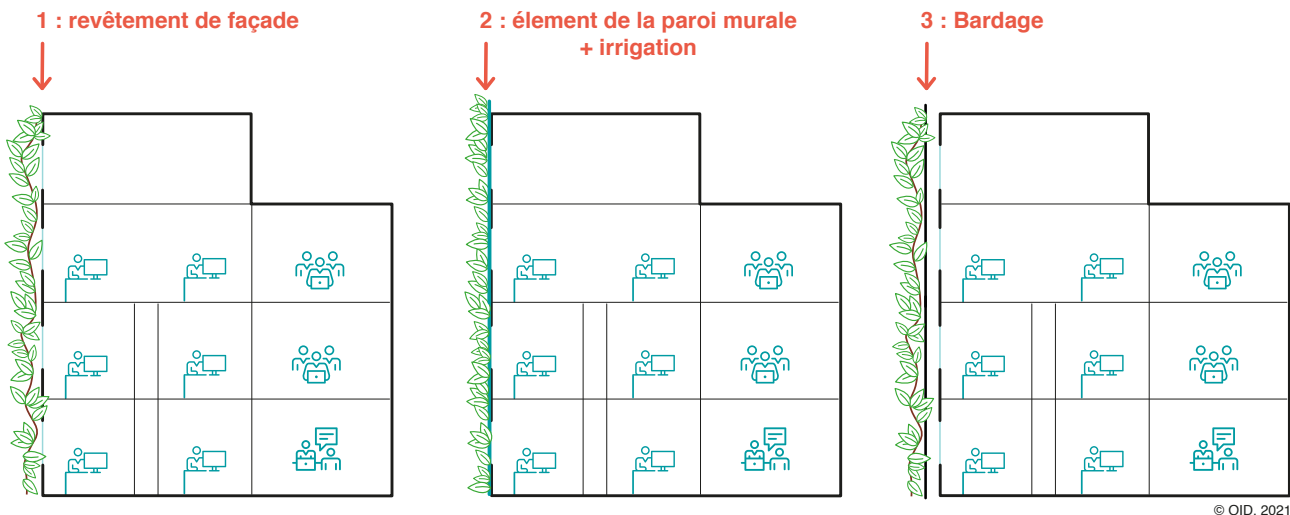 1 : revêtement de façade
2 : élement de la paroi murale
+ irrigation
3 : Bardage
© OID, 2021